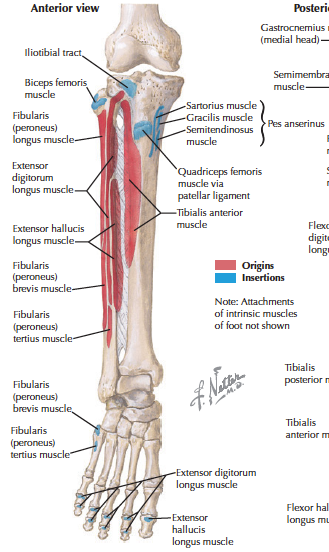 Anterior view
Posteri
Gastrocnemius
(medial head)
Iliotibial tract
Semimembra
muscle
Biceps femoris
muscle
Sartorius muscle
Gracilis muscle
Semitendinosus
muscle
Pes anserinus
Fibularis
(peroneus)
longus muscle
Extensor
digitorum
longus muscle
Quadriceps femoris
muscle via
patellar ligament
Tibialis anterior
muscle
Extensor hallucis
longus muscle
Flexo
digito
longu
Fibularis
(peroneus)
brevis muscle
Origins
Insertions
Note: Attachments
of intrinsic muscles
of foot not shown
Fibularis
(peroneus)
tertius muscle
Tibialis
posterior
Fibularis
(peroneus)
brevis muscle
F. Netter
M.D.
Tibialis
anterior
Fibularis
(peroneus)
tertius muscle
Extensor digitorum
longus muscle
Extensor
hallucis
longus muscle
Flexor hal
longus mu